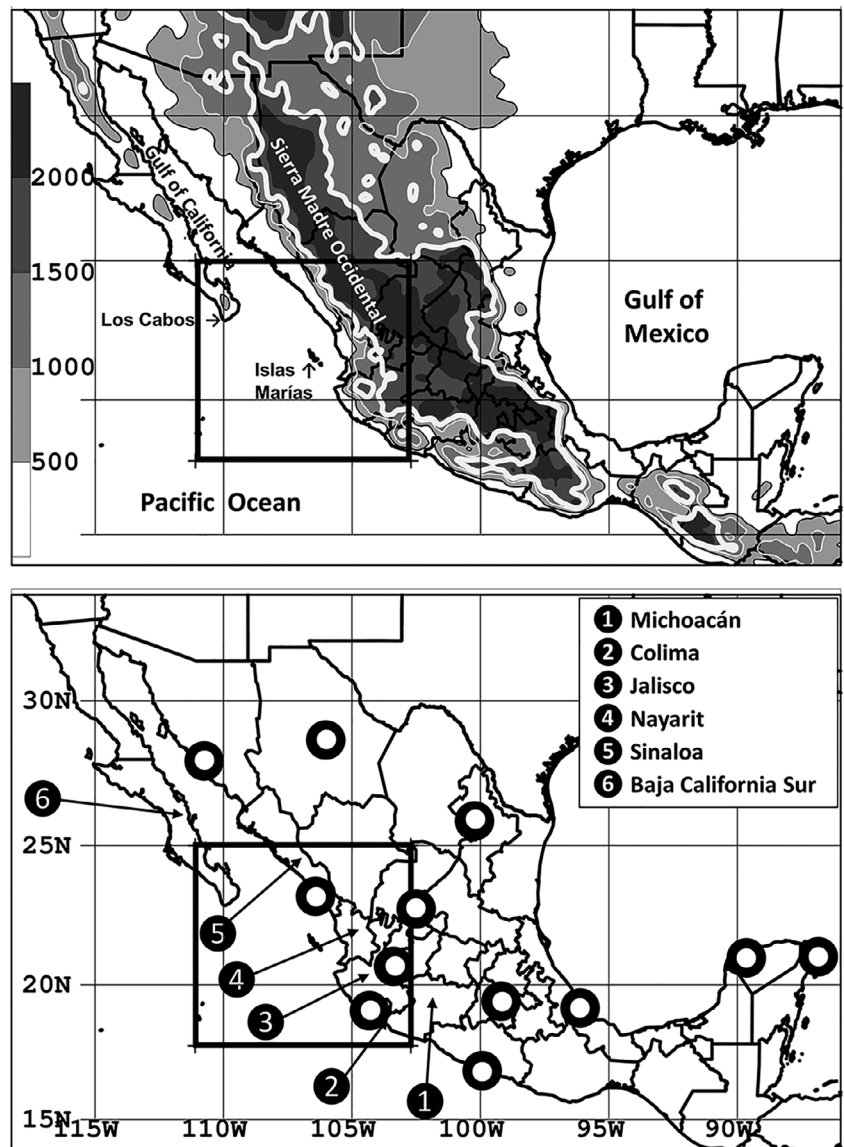 2000
1500
1000
500
Gulf of California
Sierra Madre Occidental
Los Cabos
Islas
Marías
Gulf of
Mexico
Pacific Ocean
1 Michoacán
2 Colima
3 Jalisco
4 Nayarit
5 Sinaloa
6 Baja California Sur
30N
6
25N
5
4
20N
3
2
1
15N
115W 110W 105W 100W 95W 90W